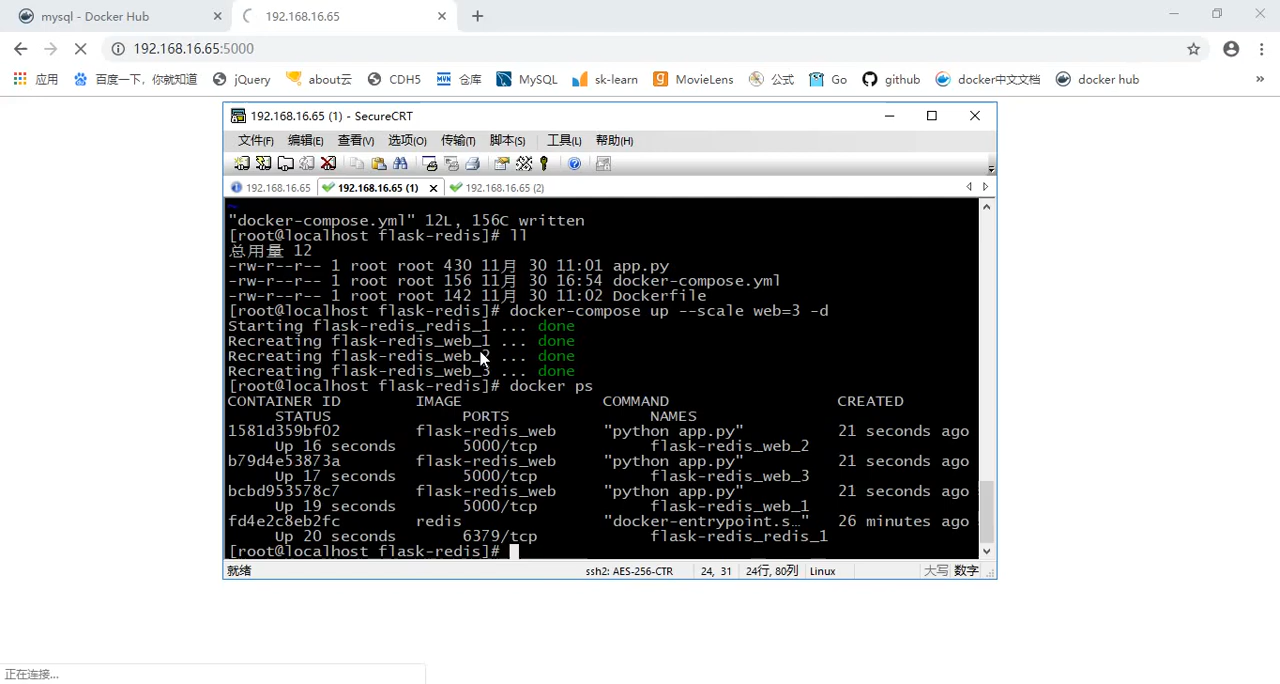 mysql - Docker Hub
192.168.16.65
192.168.16.65:5000
应用 百度一下，你就知道 jQuery about云 CDH5 仓库 MySQL sk-learn MovieLens 公式 Go github docker中文文档 docker hub »
192.168.16.65 (1) - SecureCRT
文件(F) 编辑(E) 查看(V) 选项(O) 传输(T) 脚本(S) 工具(L) 帮助(H)
192.168.16.65 192.168.16.65 (1) 192.168.16.65 (2)
~
"docker-compose.yml" 12L, 156C written
[root@localhost flask-redis]# ll
总用量 12
-rw-r--r-- 1 root root 430 11月 30 11:01 app.py
-rw-r--r-- 1 root root 156 11月 30 16:54 docker-compose.yml
-rw-r--r-- 1 root root 142 11月 30 11:02 Dockerfile
[root@localhost flask-redis]# docker-compose up --scale web=3 -d
Starting flask-redis_redis_1 ... done
Recreating flask-redis_web_1 ... done
Recreating flask-redis_web_2 ... done
Recreating flask-redis_web_3 ... done
[root@localhost flask-redis]# docker ps
CONTAINER ID IMAGE COMMAND CREATED
STATUS PORTS NAMES
1581d359bf02 flask-redis_web "python app.py" 21 seconds ago
Up 16 seconds 5000/tcp flask-redis_web_2
b79d4e53873a flask-redis_web "python app.py" 21 seconds ago
Up 17 seconds 5000/tcp flask-redis_web_3
bcbd953578c7 flask-redis_web "python app.py" 21 seconds ago
Up 19 seconds 5000/tcp flask-redis_web_1
fd4e2c8eb2fc redis "docker-entrypoint.s…" 26 minutes ago
Up 20 seconds 6379/tcp flask-redis_redis_1
[root@localhost flask-redis]#
就绪 ssh2: AES-256-CTR 24, 31 24行, 80列 Linux 大写 数字
正在连接...